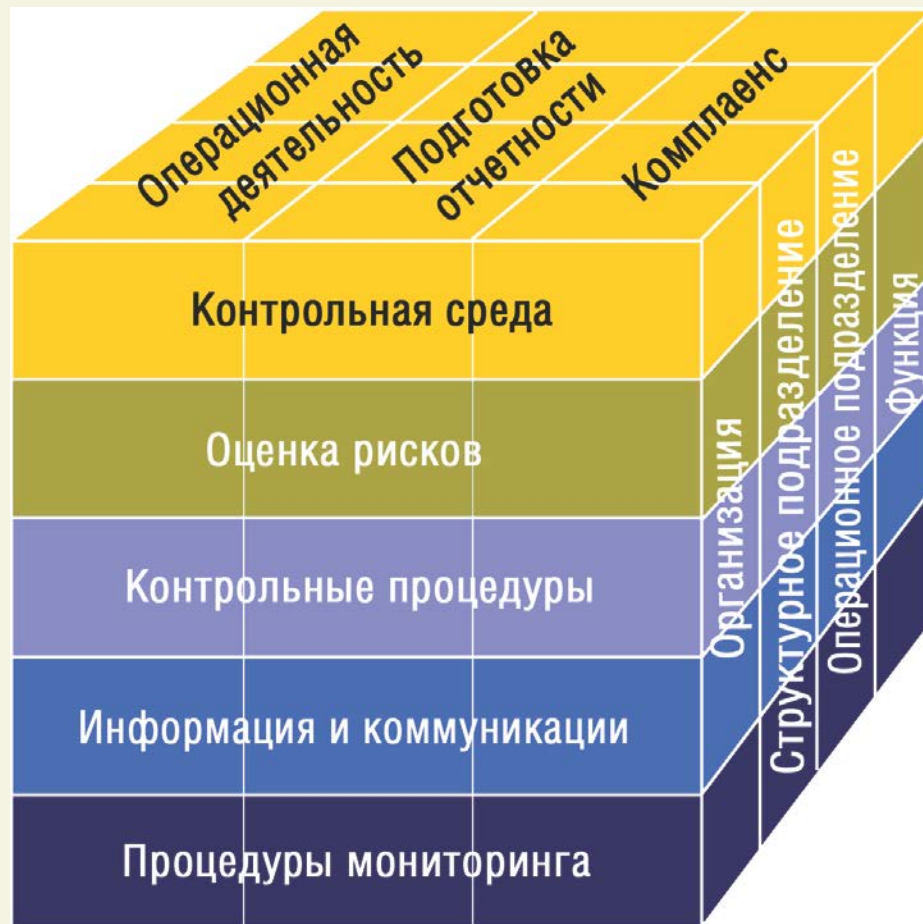 Операционная
деятельность
Подготовка
отчетности
Комплаенс
Контрольная среда
Оценка рисков
Контрольные процедуры
Информация и коммуникации
Процедуры мониторинга
Организация
Структурное подразделение
Операционное подразделение
Функция